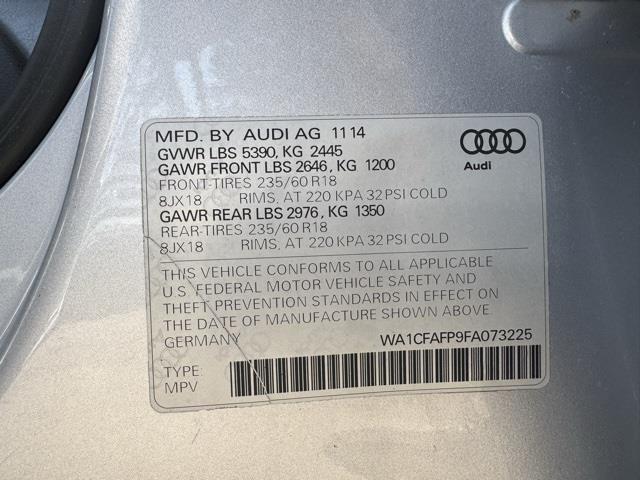 MFD. BY AUDI AG 11 14
GVWR LBS 5390, KG 2445
GAWR FRONT LBS 2646, KG 1200
FRONT-TIRES 235/60 R18
8JX18 RIMS, AT 220 KPA 32 PSI COLD
GAWR REAR LBS 2976, KG 1350
REAR-TIRES 235/60 R18
8JX18 RIMS, AT 220 KPA 32 PSI COLD
Audi
THIS VEHICLE CONFORMS TO ALL APPLICABLE
U.S. FEDERAL MOTOR VEHICLE SAFETY AND
THEFT PREVENTION STANDARDS IN EFFECT ON
THE DATE OF MANUFACTURE SHOWN ABOVE.
GERMANY WA1CFAFP9FA073225
TYPE:
MPV